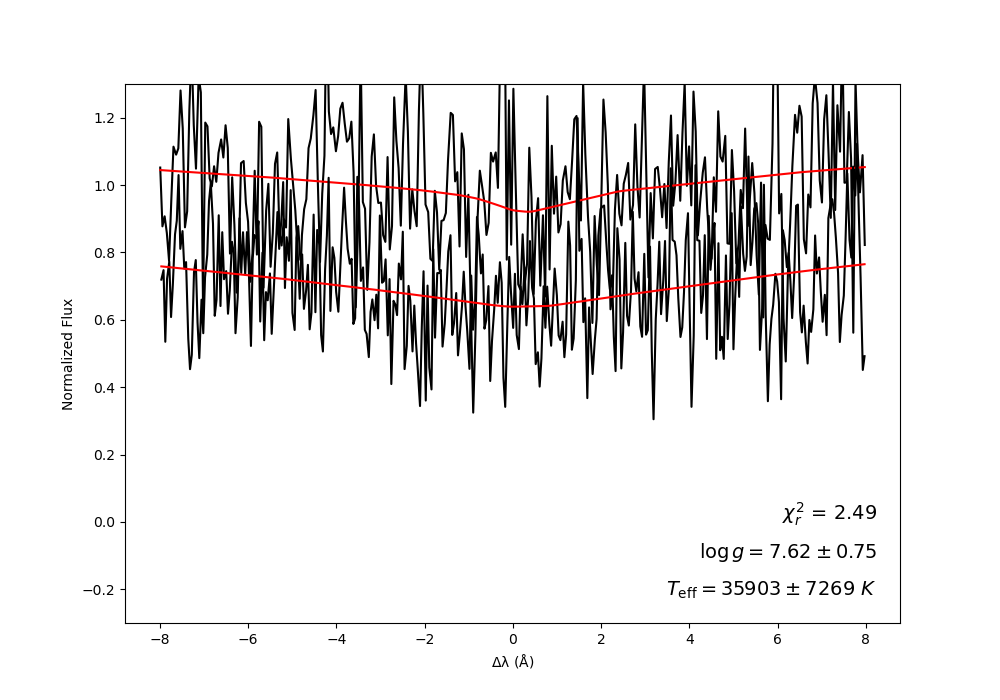 1.2
1.0
0.8
0.6
0.4
0.2
0.0
−0.2
Normalized Flux
χ²ᵣ = 2.49
log g = 7.62 ± 0.75
T_eff = 35903 ± 7269 K
−8 −6 −4 −2 0 2 4 6 8
Δλ (Å)